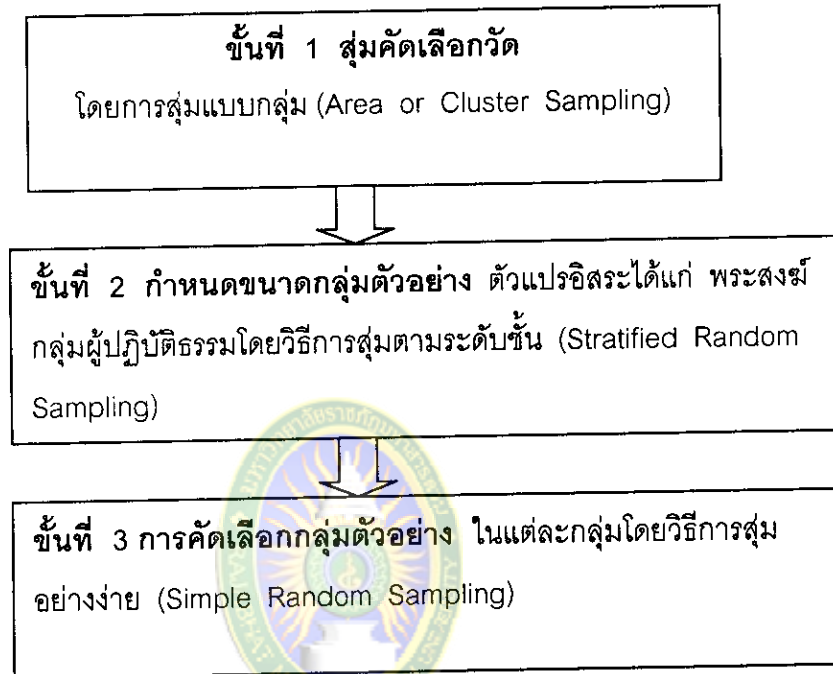 ขั้นที่ 1 สุ่มคัดเลือกวัด
โดยการสุ่มแบบกลุ่ม (Area or Cluster Sampling)
ขั้นที่ 2 กำหนดขนาดกลุ่มตัวอย่าง ตัวแปรอิสระได้แก่ พระสงฆ์
กลุ่มผู้ปฏิบัติธรรมโดยวิธีการสุ่มตามระดับชั้น (Stratified Random
Sampling)
ขั้นที่ 3 การคัดเลือกกลุ่มตัวอย่าง ในแต่ละกลุ่มโดยวิธีการสุ่ม
อย่างง่าย (Simple Random Sampling)